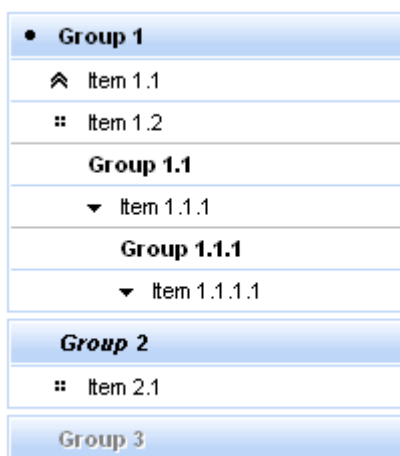 Group 1
Item 1.1
Item 1.2
Group 1.1
Item 1.1.1
Group 1.1.1
Item 1.1.1.1
Group 2
Item 2.1
Group 3